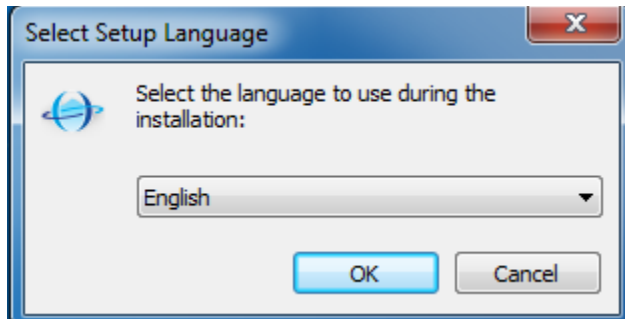 Select Setup Language
Select the language to use during the
installation:
English
OK
Cancel